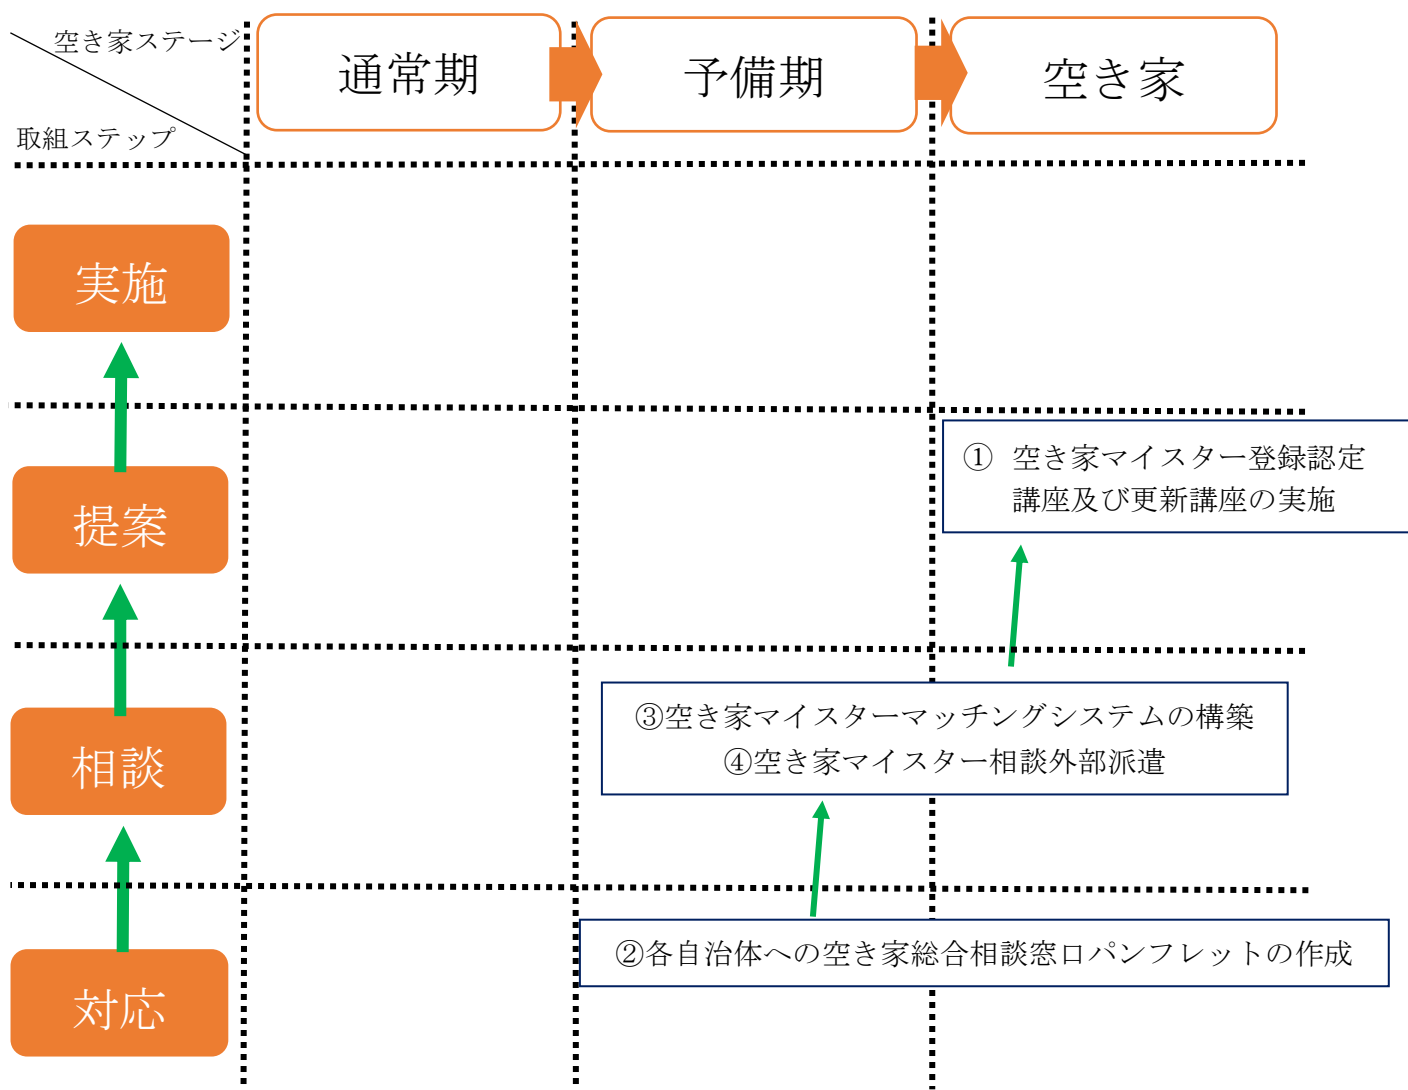 空き家ステージ
取組ステップ
通常期
予備期
空き家
実施
提案
① 空き家マイスター登録認定
講座及び更新講座の実施
相談
③空き家マイスターマッチングシステムの構築
④空き家マイスター相談外部派遣
対応
②各自治体への空き家総合相談窓口パンフレットの作成